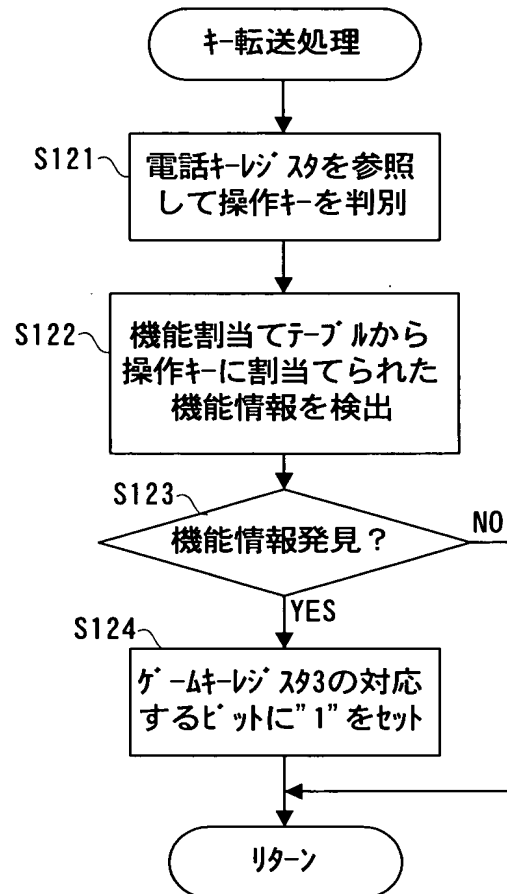 ｷｰ転送処理
S121
電話ｷｰﾚｼﾞｽﾀを参照
して操作ｷｰを判別
S122
機能割当てﾃｰﾌﾞﾙから
操作ｷｰに割当てられた
機能情報を検出
S123
機能情報発見？
NO
YES
S124
ｹﾞｰﾑｷｰﾚｼﾞｽﾀ3の対応
するﾋﾞｯﾄに"1"をｾｯﾄ
ﾘﾀｰﾝ